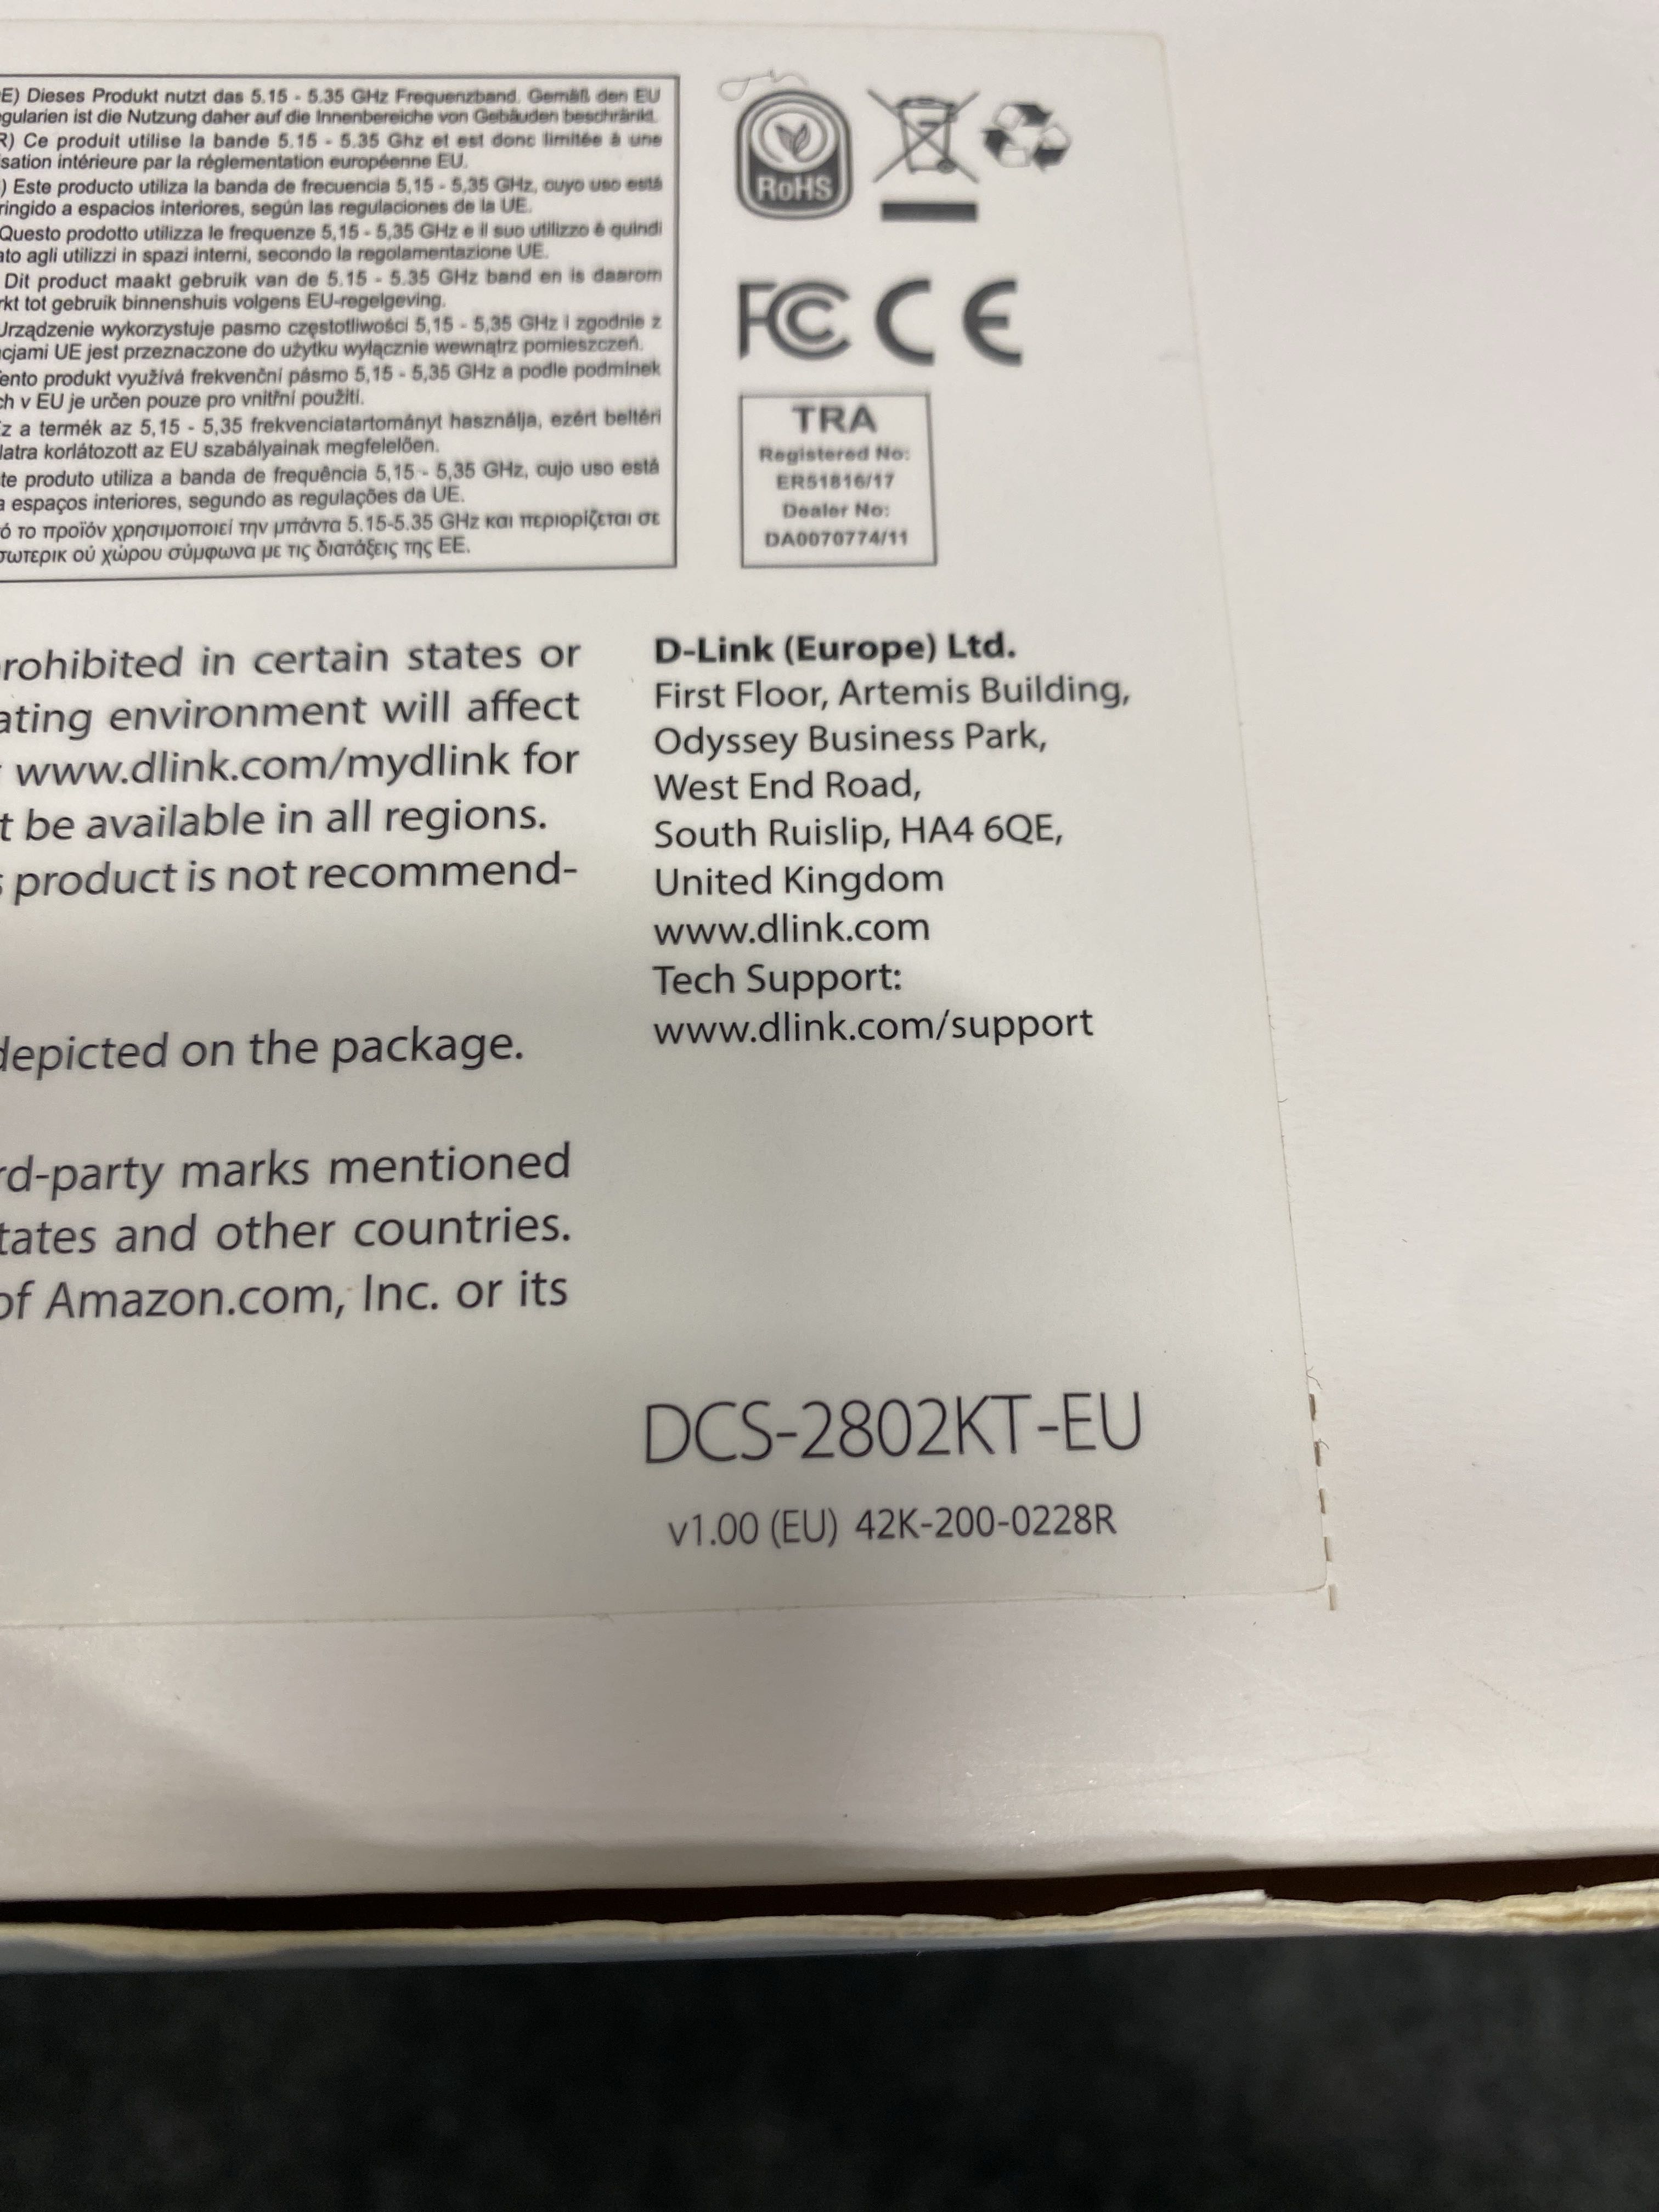 E) Dieses Produkt nutzt das 5.15 - 5.35 GHz Frequenzband. Gemäß den EU
gularien ist die Nutzung daher auf die Innenbereiche von Gebäuden beschränkt.
R) Ce produit utilise la bande 5.15 - 5.35 Ghz et est donc limitée à une
isation intérieure par la réglementation européenne EU.
) Este producto utiliza la banda de frecuencia 5,15 - 5,35 GHz, cuyo uso está
ringido a espacios interiores, según las regulaciones de la UE.
Questo prodotto utilizza le frequenze 5,15 - 5,35 GHz e il suo utilizzo è quindi
ato agli utilizzi in spazi interni, secondo la regolamentazione UE.
Dit product maakt gebruik van de 5.15 - 5.35 GHz band en is daarom
rkt tot gebruik binnenshuis volgens EU-regelgeving.
Urządzenie wykorzystuje pasmo częstotliwości 5,15 - 5,35 GHz i zgodnie z
cjami UE jest przeznaczone do użytku wyłącznie wewnątrz pomieszczeń.
Tento produkt využívá frekvenční pásmo 5,15 - 5,35 GHz a podle podmínek
ch v EU je určen pouze pro vnitřní použití.
Ez a termék az 5,15 - 5,35 frekvenciatartományt használja, ezért beltéri
latra korlátozott az EU szabályainak megfelelően.
te produto utiliza a banda de frequência 5,15 - 5,35 GHz, cujo uso está
a espaços interiores, segundo as regulações da UE.
ό το προϊόν χρησιμοποιεί την μπάντα 5.15-5.35 GHz και περιορίζεται σε
σωτερικ ού χώρου σύμφωνα με τις διατάξεις της ΕΕ.
RoHS
FC CE
TRA
Registered No:
ER51816/17
Dealer No:
DA0070774/11
rohibited in certain states or
ating environment will affect
www.dlink.com/mydlink for
t be available in all regions.
s product is not recommend-
depicted on the package.
rd-party marks mentioned
tates and other countries.
of Amazon.com, Inc. or its
D-Link (Europe) Ltd.
First Floor, Artemis Building,
Odyssey Business Park,
West End Road,
South Ruislip, HA4 6QE,
United Kingdom
www.dlink.com
Tech Support:
www.dlink.com/support
DCS-2802KT-EU
v1.00 (EU) 42K-200-0228R